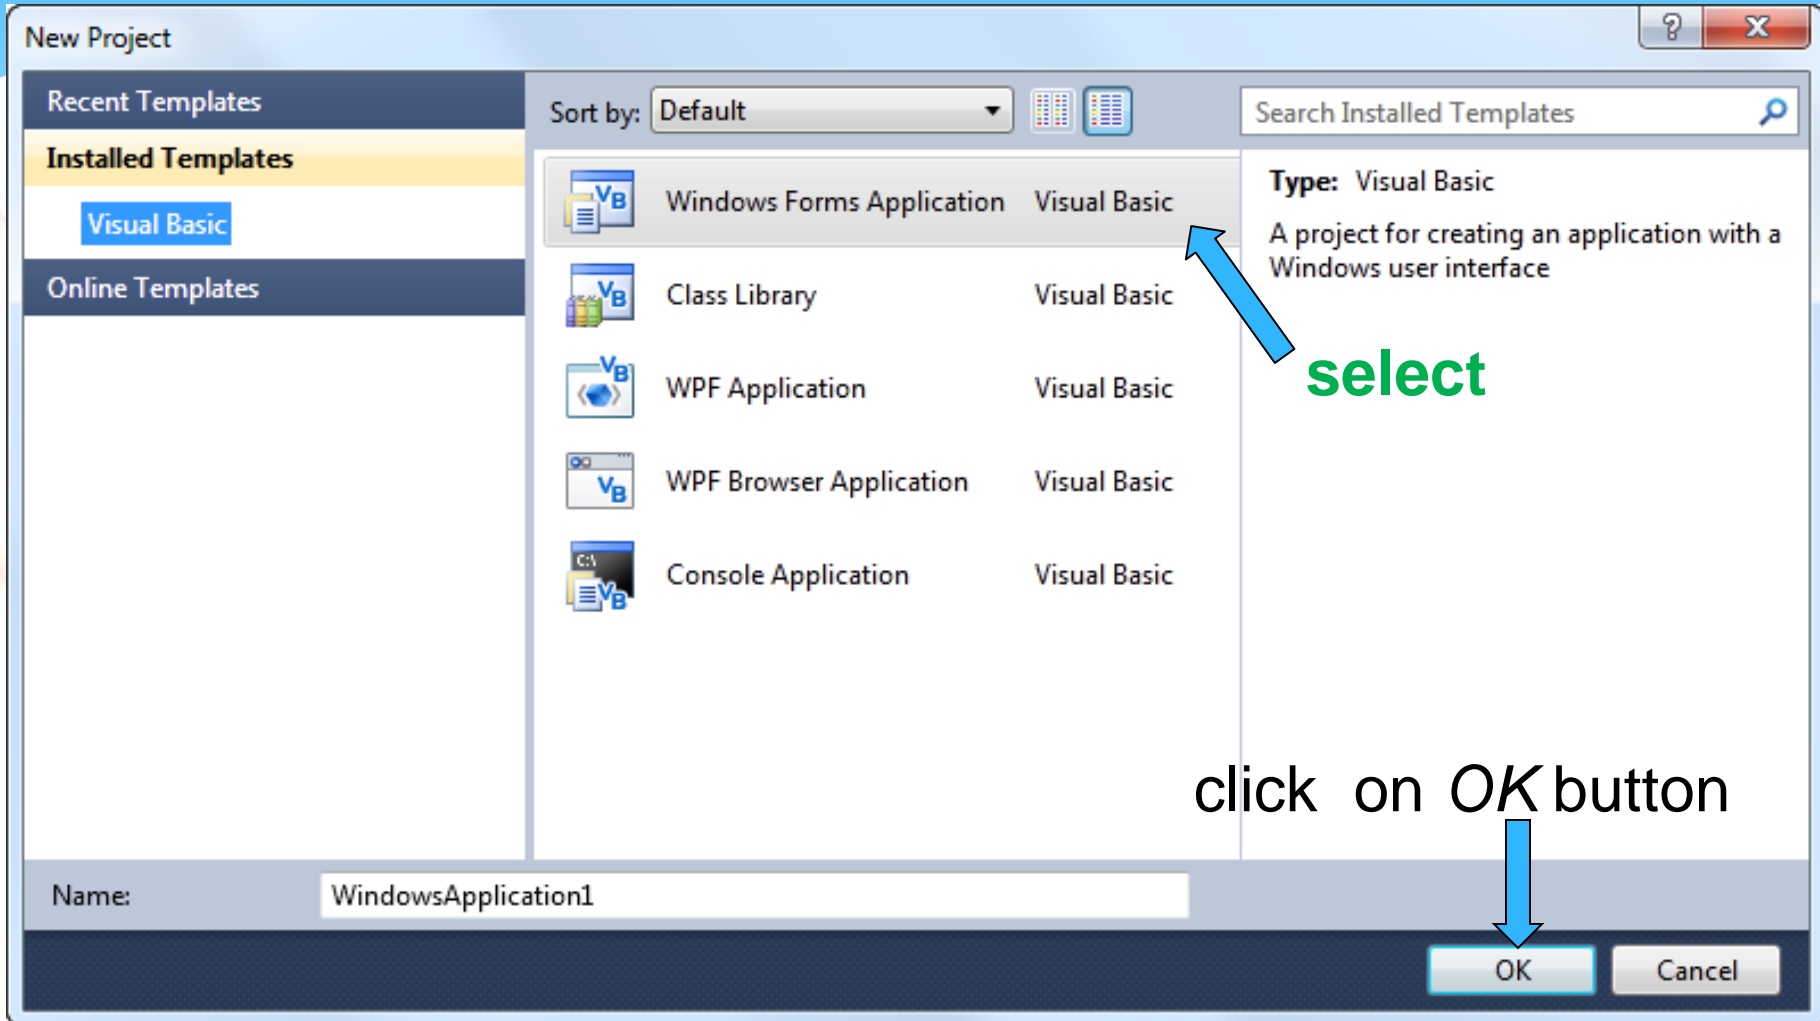 New Project
Recent Templates
Installed Templates
Visual Basic
Online Templates
Sort by: Default
Search Installed Templates
Windows Forms Application Visual Basic
Class Library Visual Basic
WPF Application Visual Basic
WPF Browser Application Visual Basic
Console Application Visual Basic
Type: Visual Basic
A project for creating an application with a
Windows user interface
select
click on OK button
Name: WindowsApplication1
OK Cancel